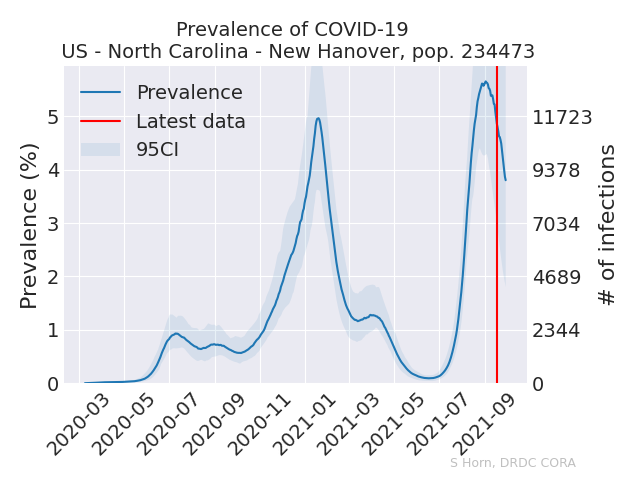 Prevalence of COVID-19
US - North Carolina - New Hanover, pop. 234473
Prevalence
Latest data
95CI
Prevalence (%)
5
4
3
2
1
0
11723
9378
7034
4689
2344
0
# of infections
2020-03
2020-05
2020-07
2020-09
2020-11
2021-01
2021-03
2021-05
2021-07
2021-09
S Horn, DRDC CORA